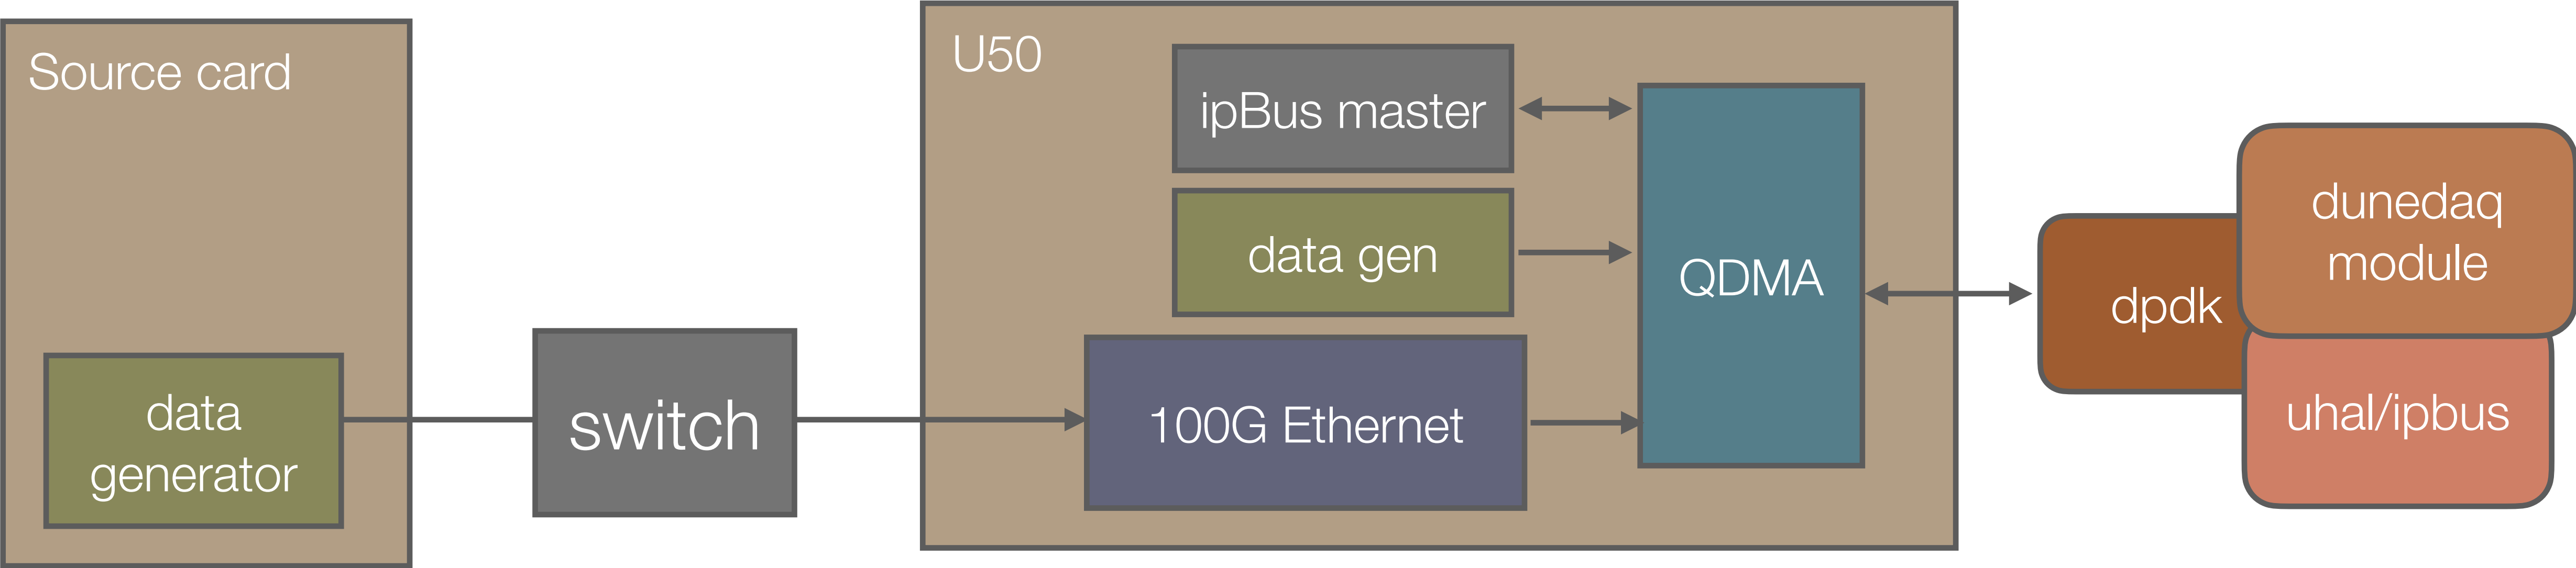 Source card
data
generator
switch
U50
ipBus master
data gen
100G Ethernet
QDMA
dpdk
dunedaq
module
uhal/ipbus